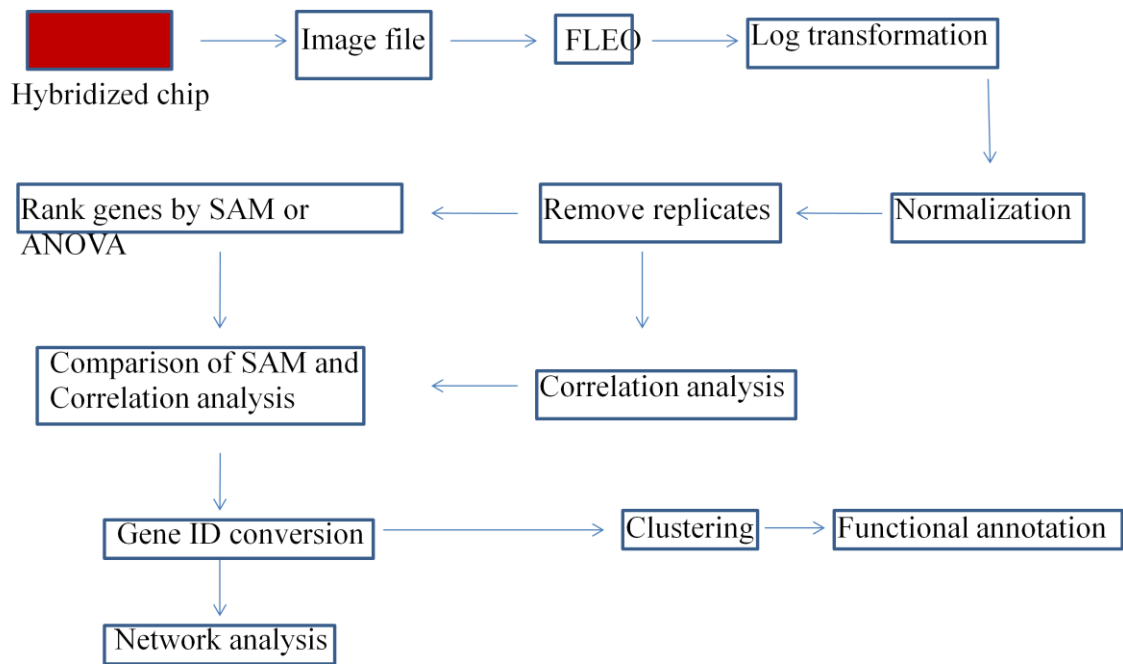 Image file
FLEO
Log transformation
Hybridized chip
Rank genes by SAM or
ANOVA
Remove replicates
Normalization
Comparison of SAM and
Correlation analysis
Correlation analysis
Gene ID conversion
Clustering
Functional annotation
Network analysis